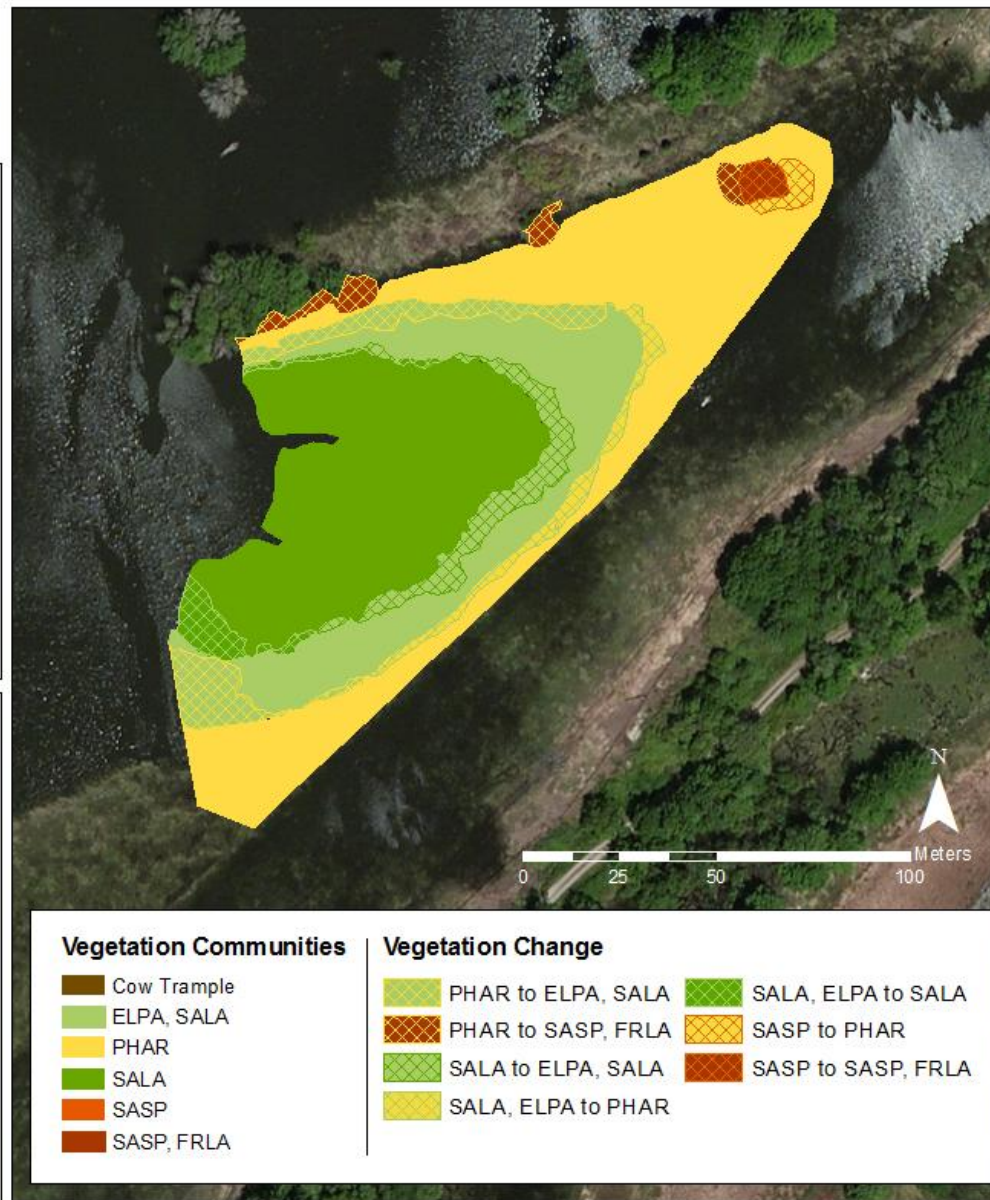 N
Meters
0 25 50 100
Vegetation Communities
Cow Trample
ELPA, SALA
PHAR
SALA
SASP
SASP, FRLA
Vegetation Change
PHAR to ELPA, SALA
PHAR to SASP, FRLA
SALA to ELPA, SALA
SALA, ELPA to PHAR
SALA, ELPA to SALA
SASP to PHAR
SASP to SASP, FRLA